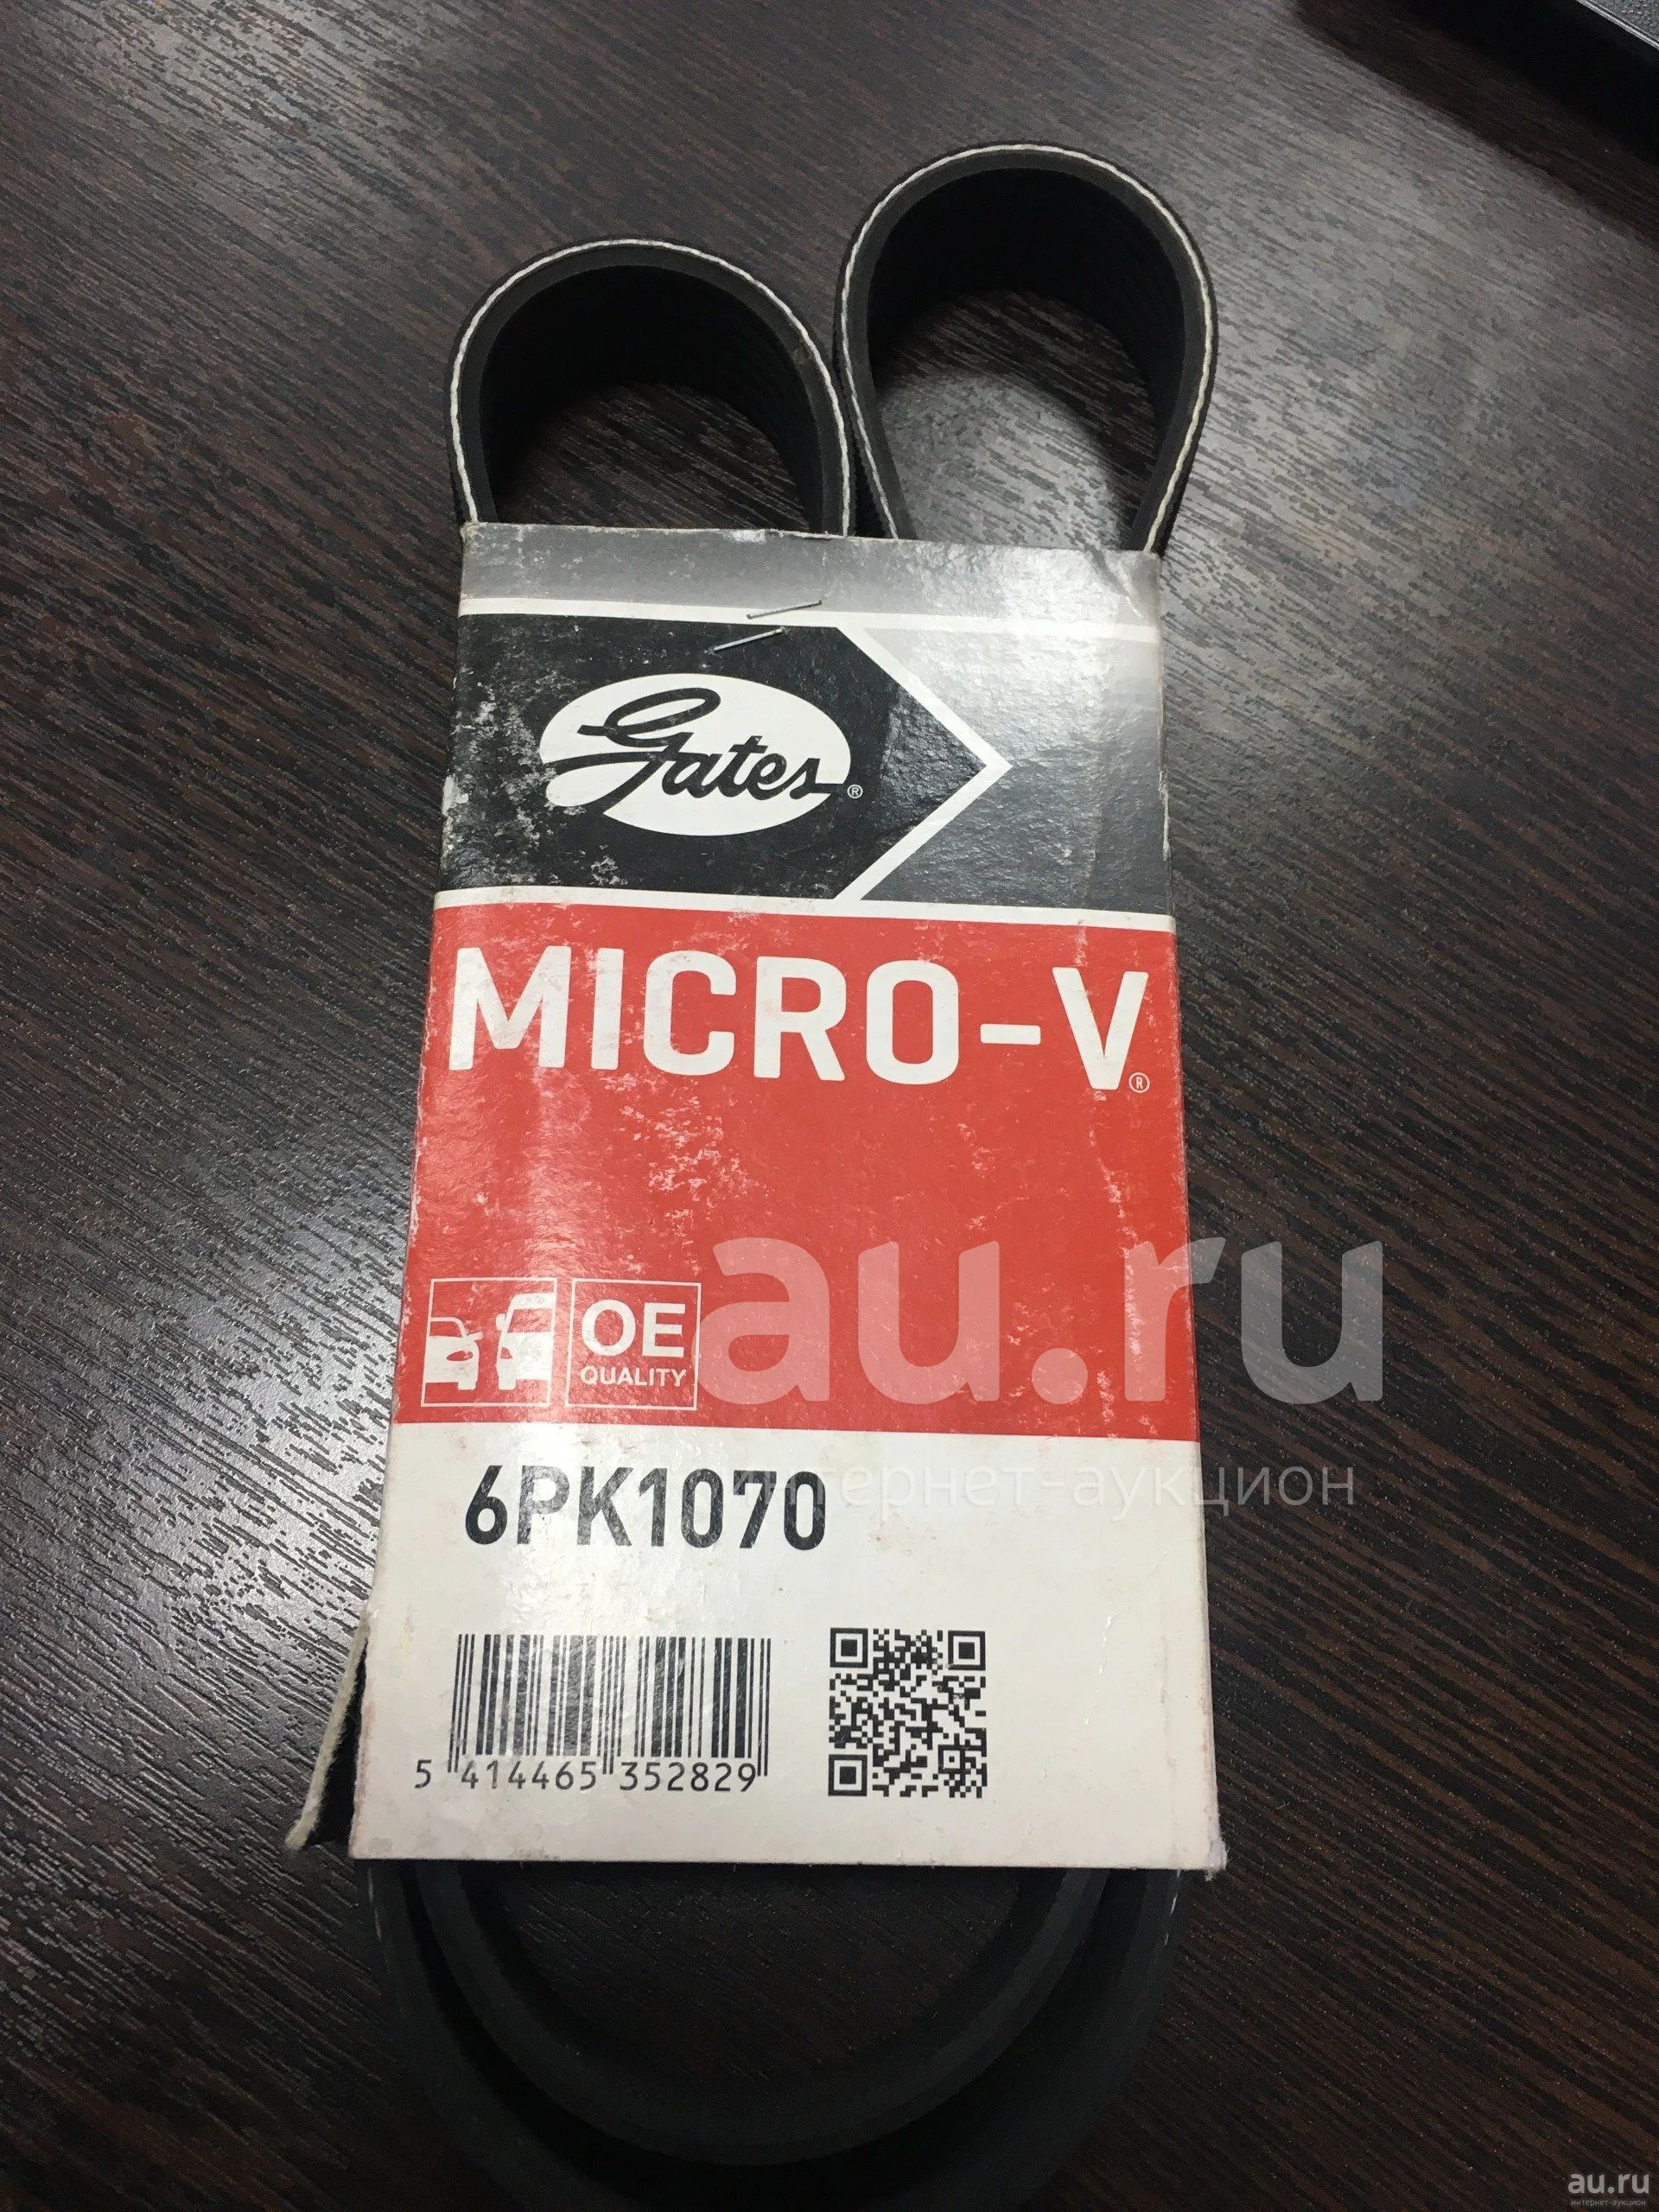 Gates®
MICRO-V®
OE
QUALITY
au.ru
интернет-аукцион
6PK1070
5 414465 352829
au.ru
интернет-аукцион